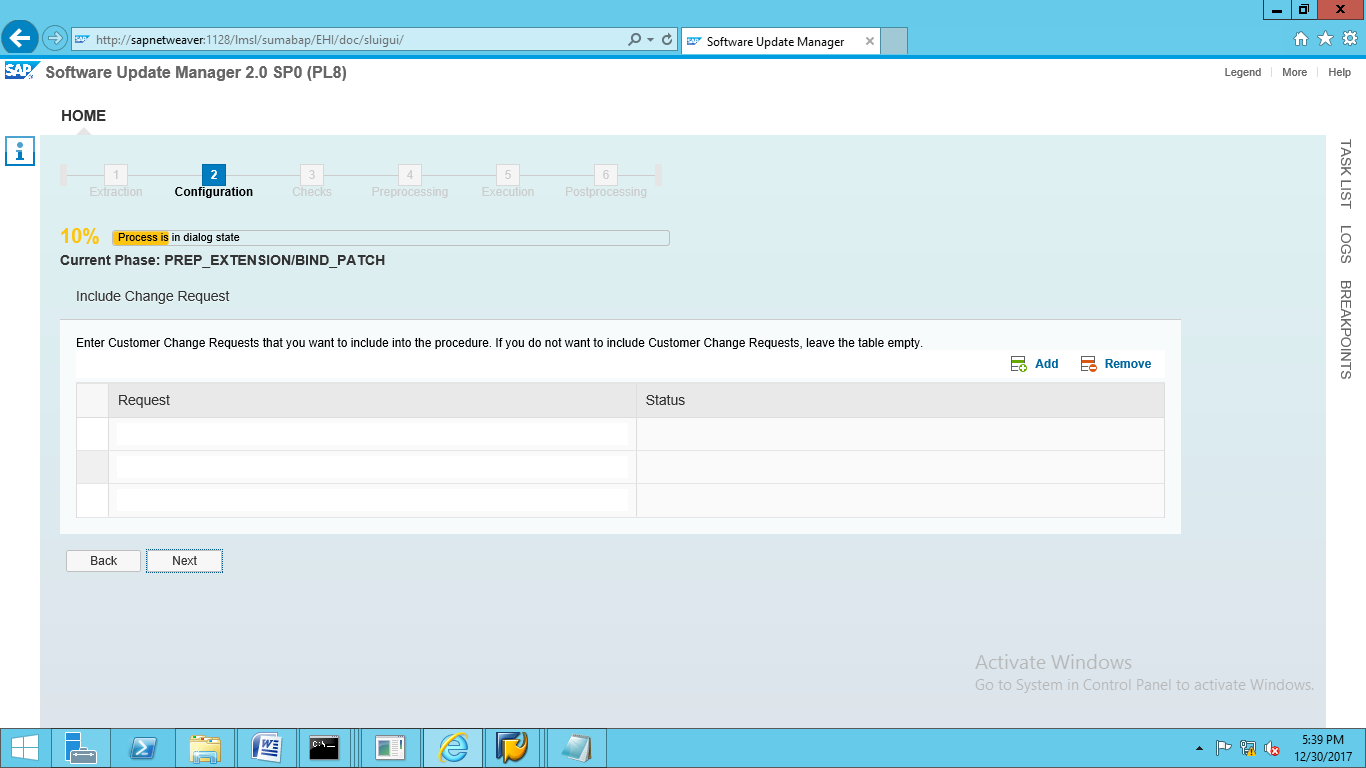 http://sapnetweaver:1128/lmsl/sumabap/EHI/doc/sluigui/
Software Update Manager
SAP Software Update Manager 2.0 SP0 (PL8)
Legend More Help
HOME
1 2 3 4 5 6
Extraction Configuration Checks Preprocessing Execution Postprocessing
10% Process is in dialog state
Current Phase: PREP_EXTENSION/BIND_PATCH
Include Change Request
Enter Customer Change Requests that you want to include into the procedure. If you do not want to include Customer Change Requests, leave the table empty.
Add Remove
Request Status
Back Next
TASK LIST
LOGS
BREAKPOINTS
Activate Windows
Go to System in Control Panel to activate Windows.
5:39 PM
12/30/2017